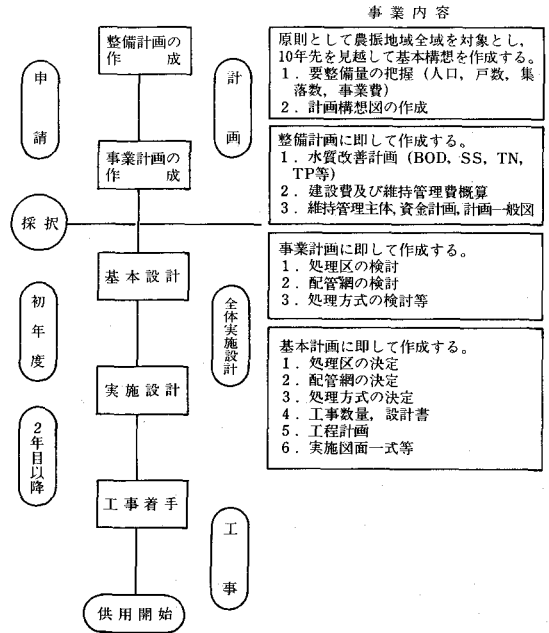 事業内容
整備計画の
作成
原則として農振地域全域を対象とし，
10年先を見越して基本構想を作成する。
1．要整備量の把握（人口，戸数，集
落数，事業費）
2．計画構想図の作成
申請
計画
事業計画の
作成
整備計画に即して作成する。
1．水質改善計画（BOD，SS，TN，
TP等）
2．建設費及び維持管理費概算
3．維持管理主体，資金計画，計画一般図
採択
基本設計
事業計画に即して作成する。
1．処理区の検討
2．配管網の検討
3．処理方式の検討等
初年度
全体実施設計
実施設計
基本計画に即して作成する。
1．処理区の決定
2．配管網の決定
3．処理方式の決定
4．工事数量，設計書
5．工程計画
6．実施図面一式等
2年目以降
工事着手
工事
供用開始